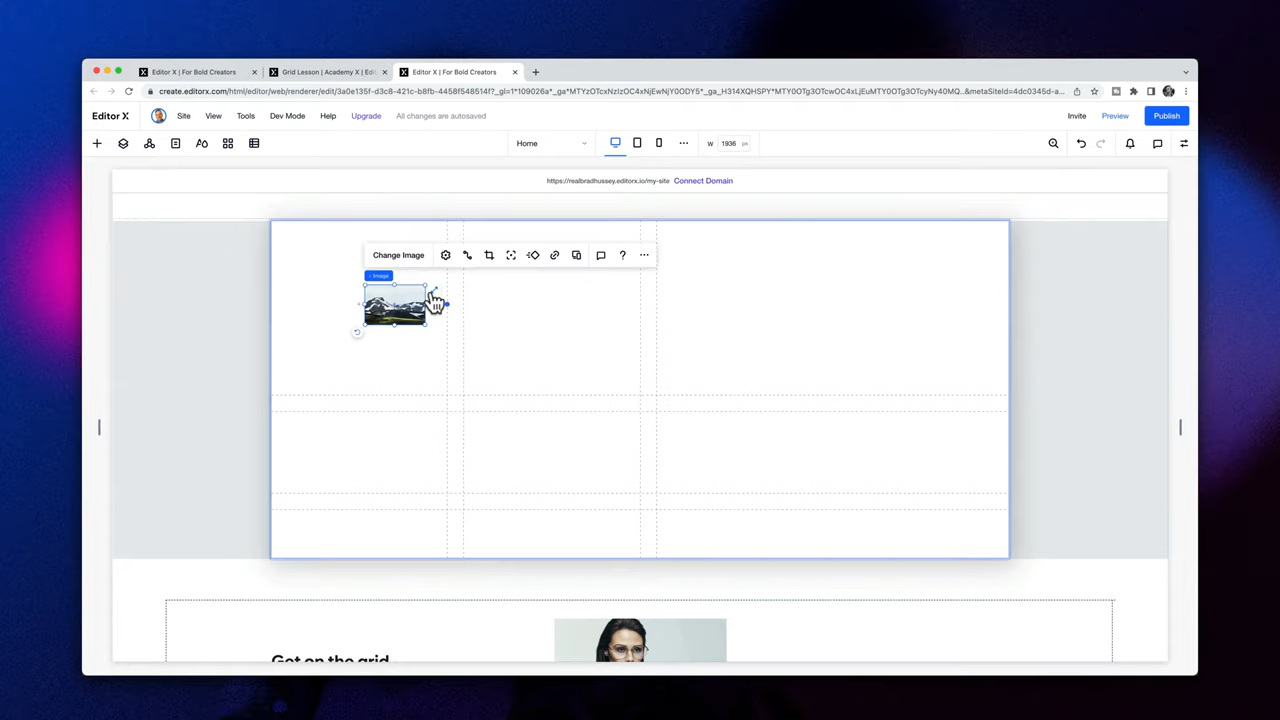 Editor X | For Bold Creators
Grid Lesson | Academy X | Edit
Editor X | For Bold Creators
Editor X
Site
View
Tools
Dev Mode
Help
Upgrade
All changes are autosaved
Invite
Preview
Publish
Home
W 1936 px
https://realbradhussey.editorx.io/my-site Connect Domain
Change Image
‹ Image
Get on the grid